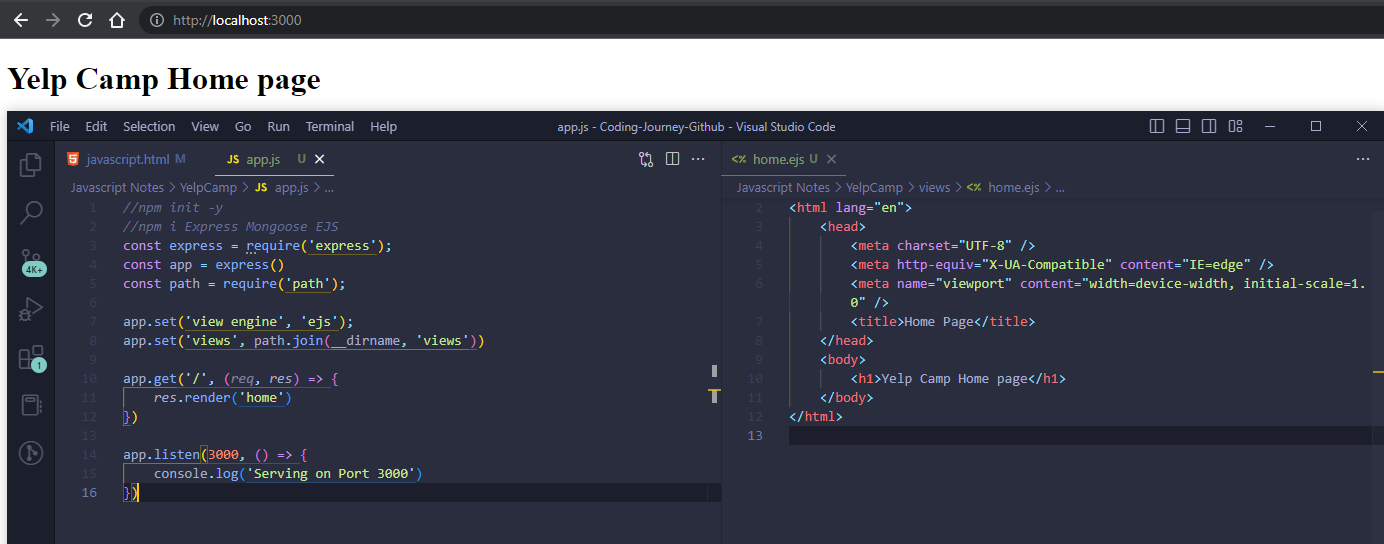 http://localhost:3000
Yelp Camp Home page
File Edit Selection View Go Run Terminal Help
app.js - Coding-Journey-Github - Visual Studio Code
javascript.html M
JS app.js U
Javascript Notes > YelpCamp > JS app.js > ...
1 //npm init -y
2 //npm i Express Mongoose EJS
3 const express = require('express');
4 const app = express()
5 const path = require('path');
6
7 app.set('view engine', 'ejs');
8 app.set('views', path.join(__dirname, 'views'))
9
10 app.get('/', (req, res) => {
11 res.render('home')
12 })
13
14 app.listen(3000, () => {
15 console.log('Serving on Port 3000')
16 })
<% home.ejs U
Javascript Notes > YelpCamp > views > <% home.ejs > ...
2 <html lang="en">
3 <head>
4 <meta charset="UTF-8" />
5 <meta http-equiv="X-UA-Compatible" content="IE=edge" />
6 <meta name="viewport" content="width=device-width, initial-scale=1.
0" />
7 <title>Home Page</title>
8 </head>
9 <body>
10 <h1>Yelp Camp Home page</h1>
11 </body>
12 </html>
13
4K+
1